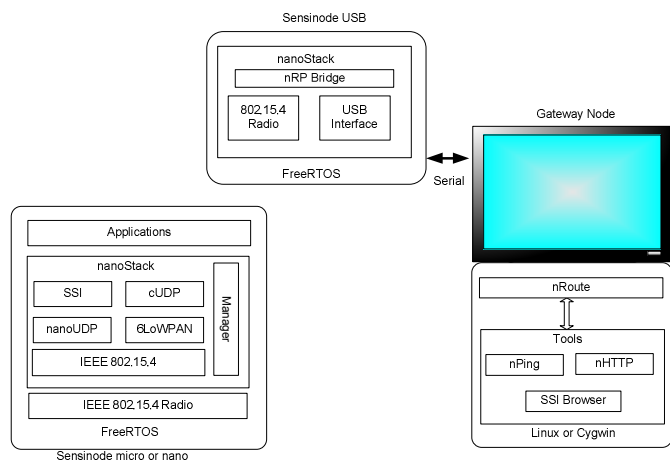 Sensinode USB
nanoStack
nRP Bridge
802.15.4
Radio
USB
Interface
FreeRTOS
Serial
Gateway Node
nRoute
Tools
nPing
nHTTP
SSI Browser
Linux or Cygwin
Applications
nanoStack
SSI
cUDP
nanoUDP
6LoWPAN
IEEE 802.15.4
Manager
IEEE 802.15.4 Radio
FreeRTOS
Sensinode micro or nano